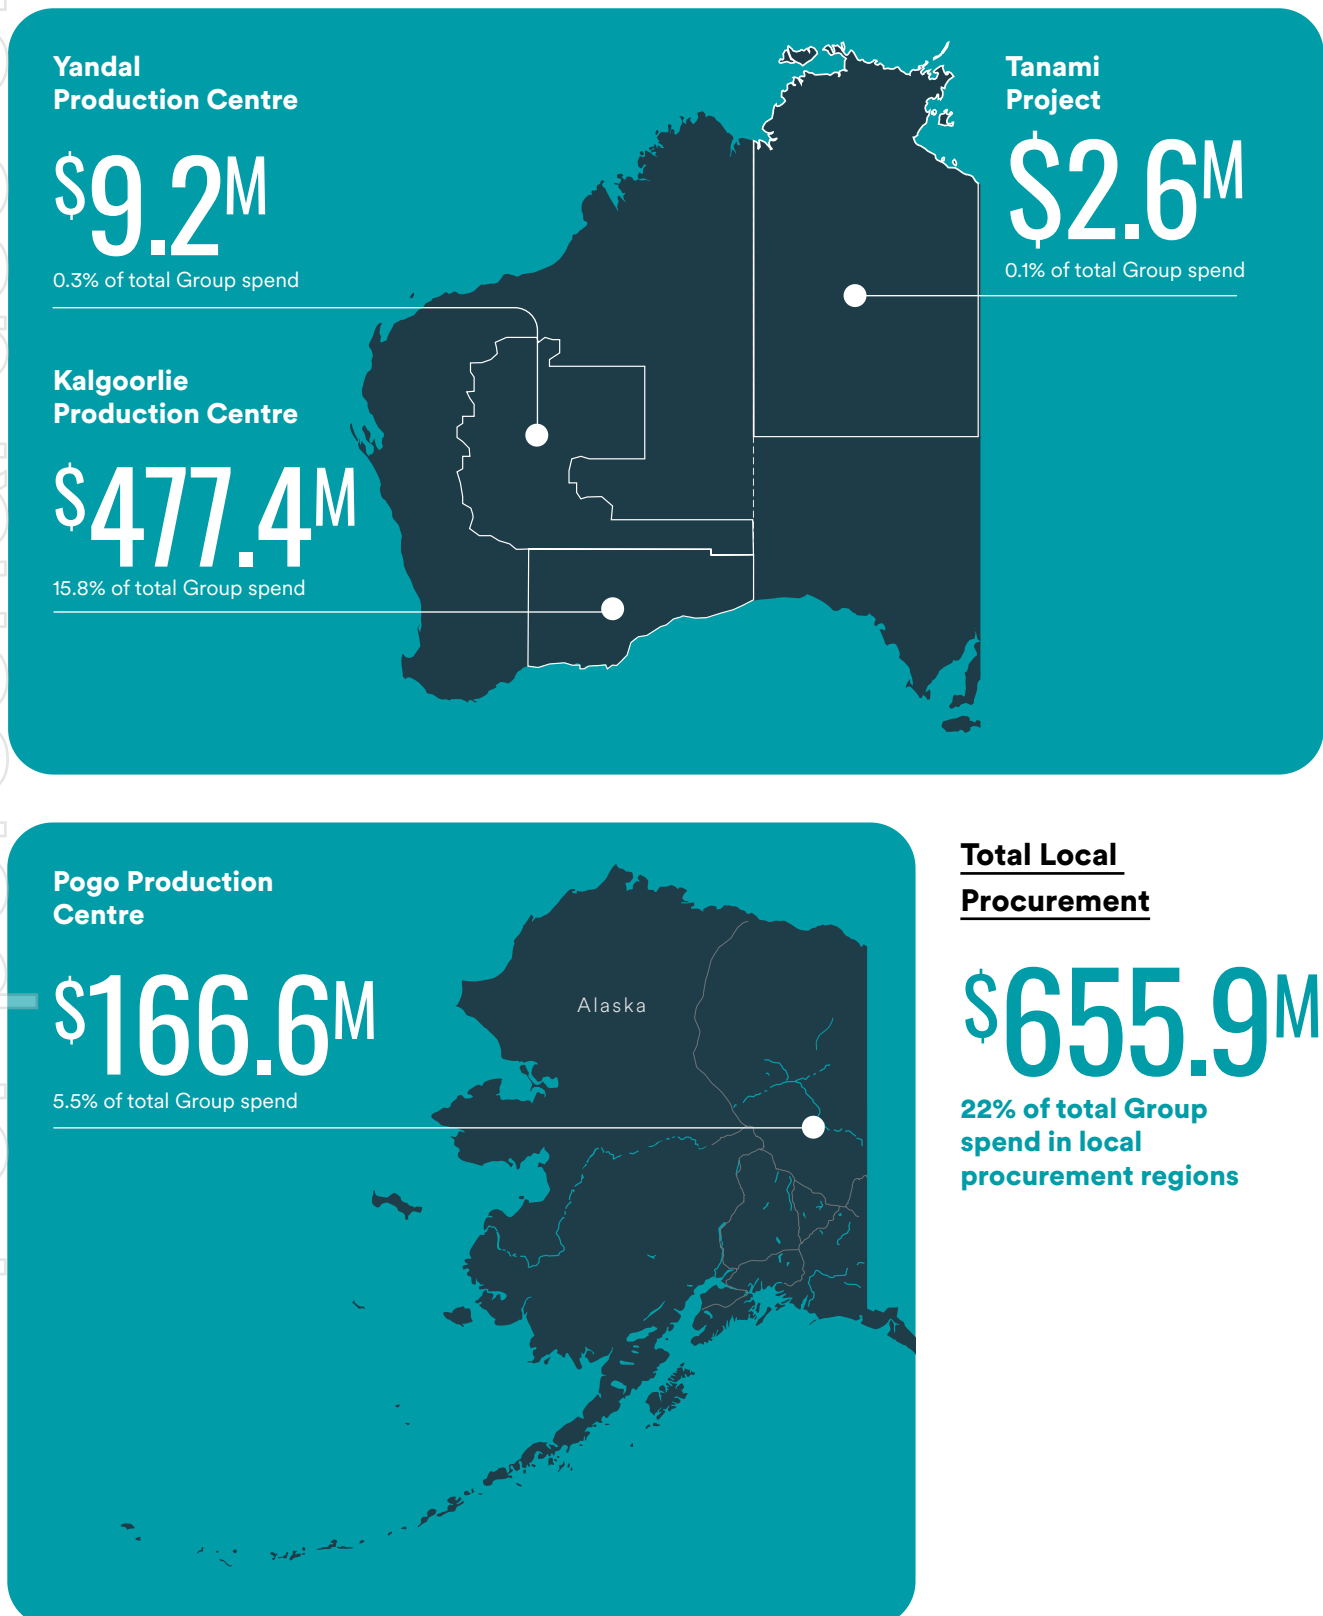 Yandal
Production Centre
$9.2M
0.3% of total Group spend
Kalgoorlie
Production Centre
$477.4M
15.8% of total Group spend
Tanami
Project
$2.6M
0.1% of total Group spend
Pogo Production
Centre
$166.6M
5.5% of total Group spend
Alaska
Total Local
Procurement
$655.9M
22% of total Group
spend in local
procurement regions